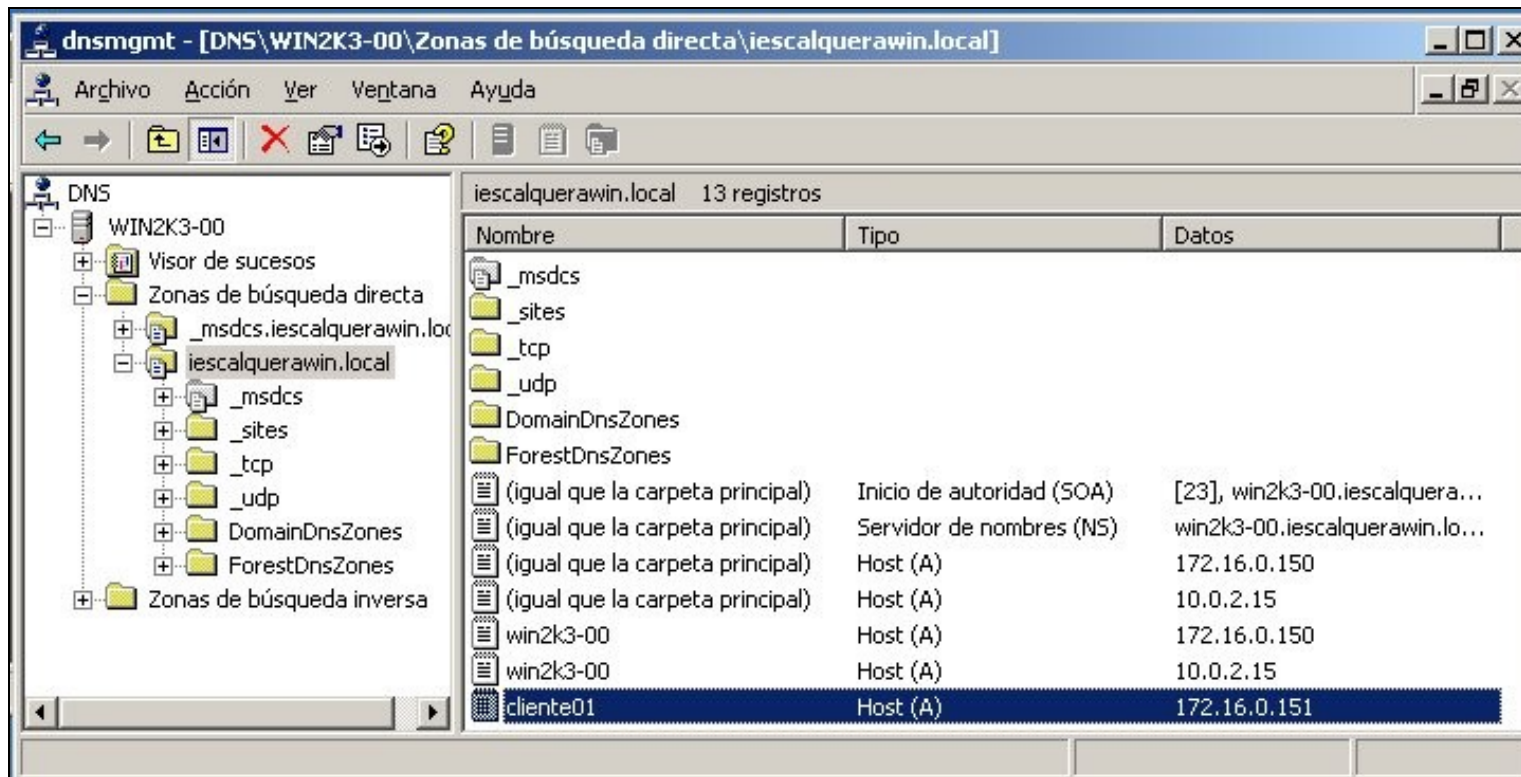 dnsmgmt - [DNS\WIN2K3-00\Zonas de búsqueda directa\iescalquerawin.local]
Archivo Acción Ver Ventana Ayuda
DNS
WIN2K3-00
Visor de sucesos
Zonas de búsqueda directa
_msdcs.iescalquerawin.loc
iescalquerawin.local
_msdcs
_sites
_tcp
_udp
DomainDnsZones
ForestDnsZones
Zonas de búsqueda inversa
iescalquerawin.local 13 registros
Nombre Tipo Datos
_msdcs
_sites
_tcp
_udp
DomainDnsZones
ForestDnsZones
(igual que la carpeta principal) Inicio de autoridad (SOA) [23], win2k3-00.iescalquera...
(igual que la carpeta principal) Servidor de nombres (NS) win2k3-00.iescalquerawin.lo...
(igual que la carpeta principal) Host (A) 172.16.0.150
(igual que la carpeta principal) Host (A) 10.0.2.15
win2k3-00 Host (A) 172.16.0.150
win2k3-00 Host (A) 10.0.2.15
cliente01 Host (A) 172.16.0.151